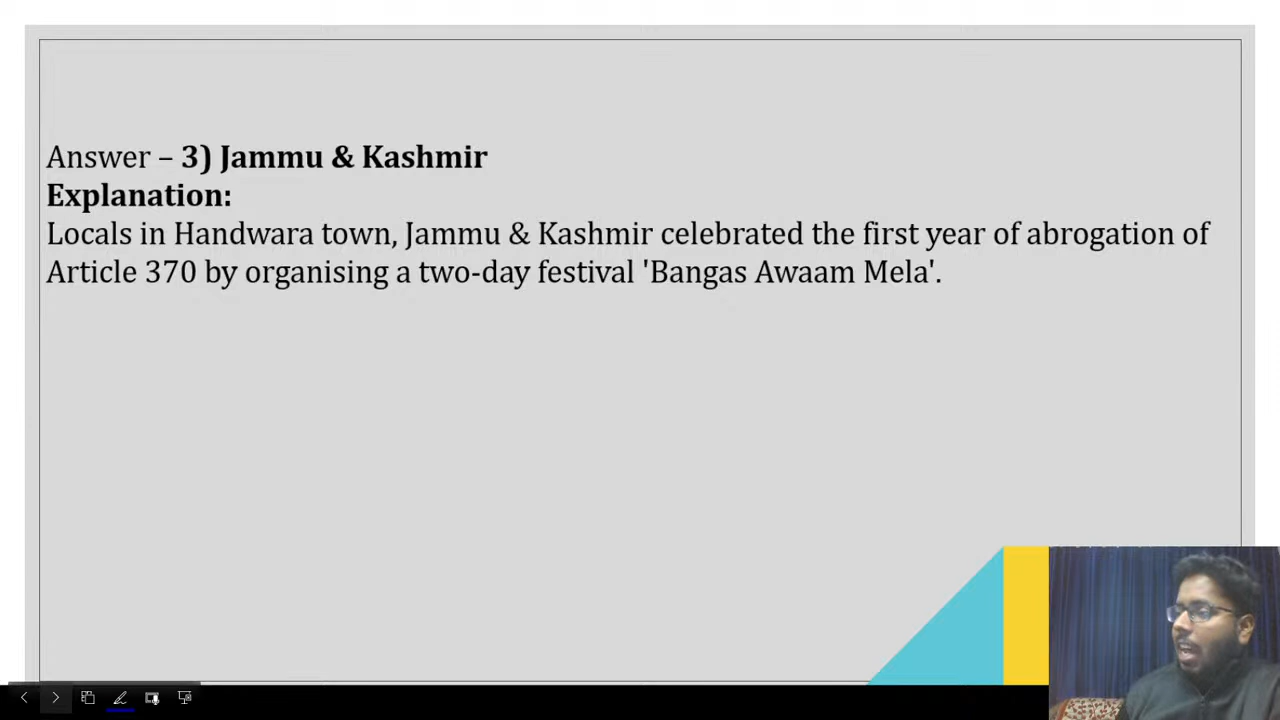 Answer – 3) Jammu & Kashmir
Explanation:
Locals in Handwara town, Jammu & Kashmir celebrated the first year of abrogation of
Article 370 by organising a two-day festival 'Bangas Awaam Mela'.